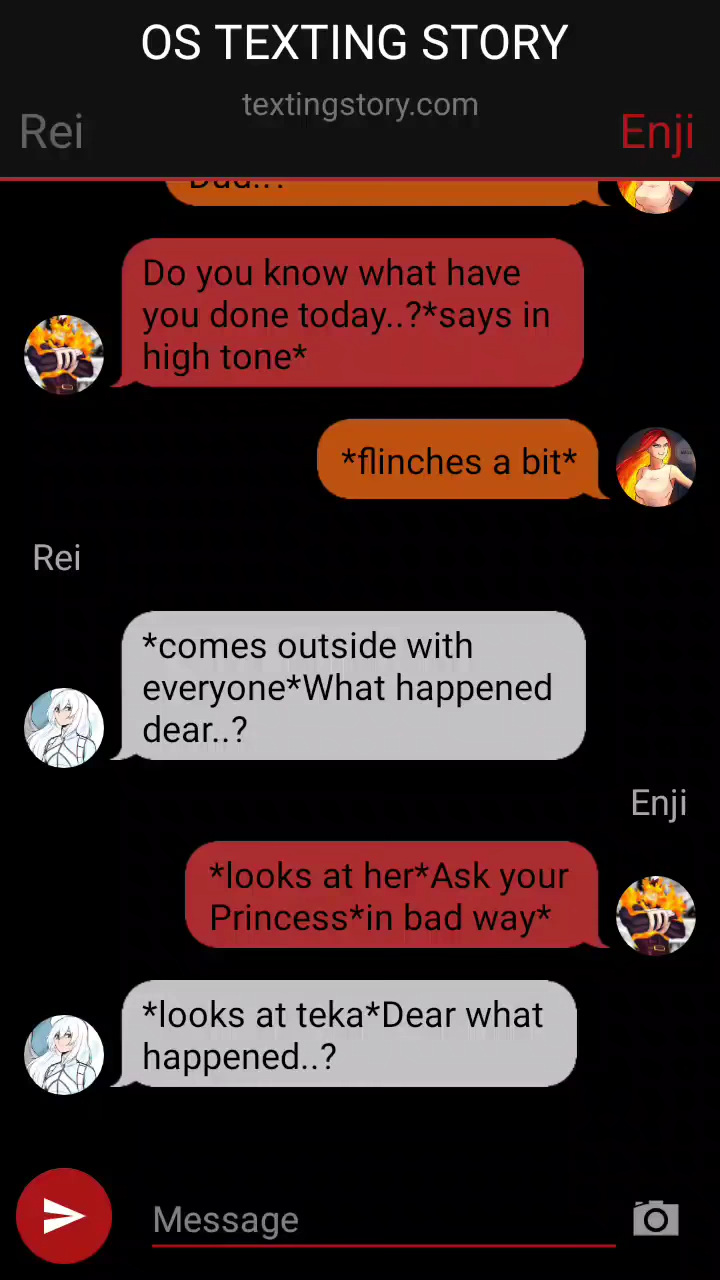 OS TEXTING STORY
textingstory.com
Rei
Enji
Do you know what have
you done today..?*says in
high tone*
*flinches a bit*
Rei
*comes outside with
everyone*What happened
dear..?
Enji
*looks at her*Ask your
Princess*in bad way*
*looks at teka*Dear what
happened..?
Message